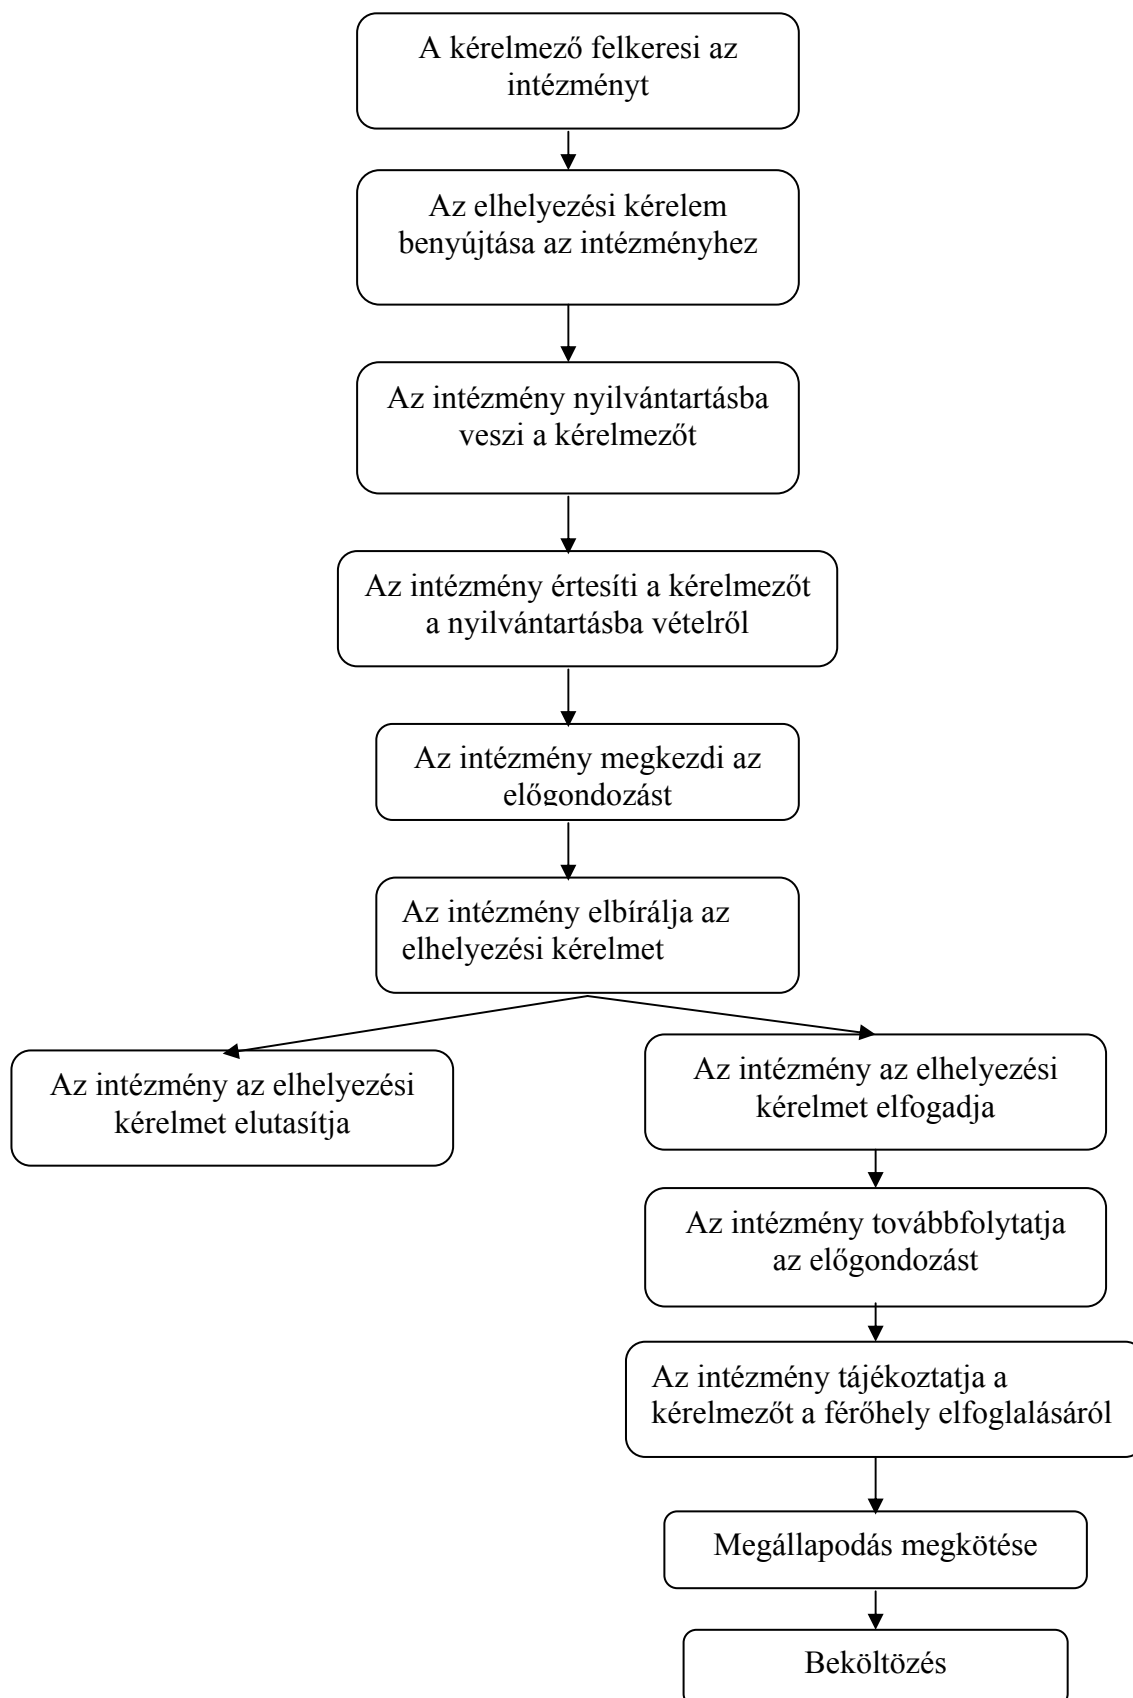 A kérelmező felkeresi az
intézményt
Az elhelyezési kérelem
benyújtása az intézményhez
Az intézmény nyilvántartásba
veszi a kérelmezőt
Az intézmény értesíti a kérelmezőt
a nyilvántartásba vételről
Az intézmény megkezdi az
előgondozást
Az intézmény elbírálja az
elhelyezési kérelmet
Az intézmény az elhelyezési
kérelmet elutasítja
Az intézmény az elhelyezési
kérelmet elfogadja
Az intézmény továbbfolytatja
az előgondozást
Az intézmény tájékoztatja a
kérelmezőt a férőhely elfoglalásáról
Megállapodás megkötése
Beköltözés